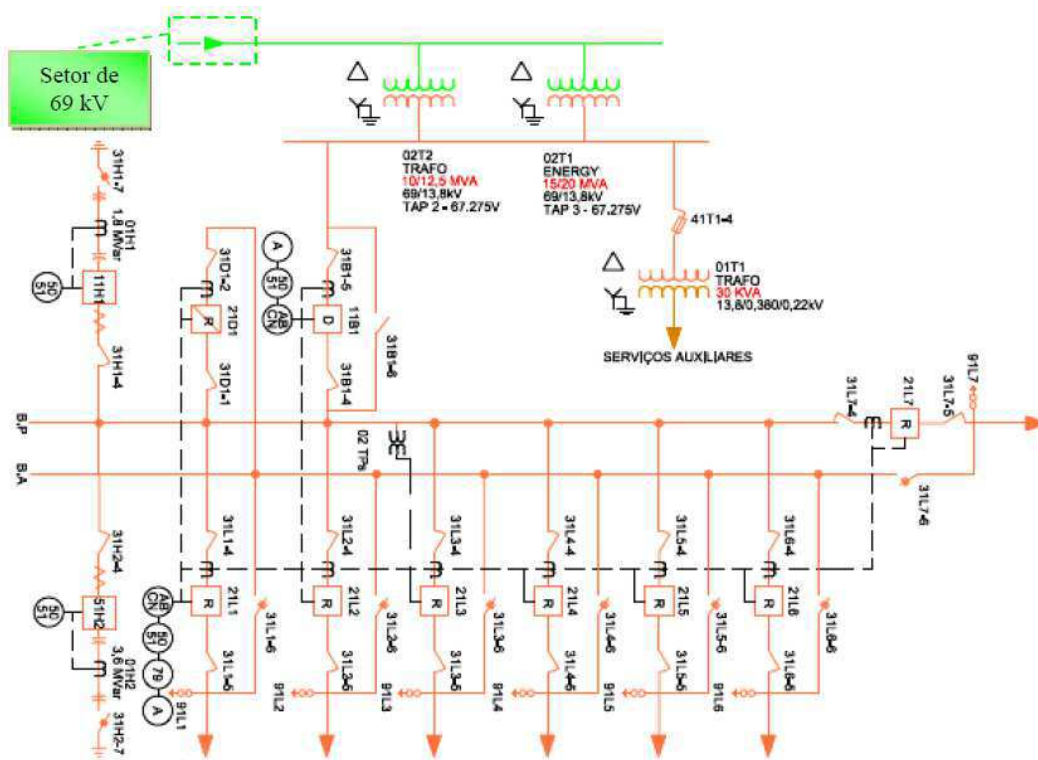 Setor de
69 kV
02T2
TRAFO
10/12,5 MVA
69/13,8kV
TAP 2 - 67.275V
02T1
ENERGY
15/20 MVA
69/13,8kV
TAP 3 - 67.275V
41T1-4
01T1
TRAFO
30 KVA
13,8/0,380/0,22kV
SERVIÇOS AUXILIARES
31H1-7
01H1
1,8 MVar
50
51
11H1
31H1-4
31D1-2
21D1
R
31D1-1
A
50
51
AB
CN
31B1-5
11B1
D
31B1-6
31B1-4
B.P
B.A
02 TPs
31L7-4
21L7
R
31L7-5
91L7
31L7-6
31H2-4
51H2
50
51
01H2
3,6 MVar
31H2-7
AB
CN
50
51
79
A
31L1-4
21L1
R
31L1-6
31L1-5
91L1
31L2-4
21L2
R
31L2-6
31L3-5
91L2
31L3-4
21L3
R
31L3-6
31L3-5
91L3
31L4-4
21L4
R
31L4-6
31L4-5
91L4
31L5-4
21L5
R
31L5-6
31L5-5
91L5
31L6-4
21L6
R
31L6-6
31L6-5
91L6